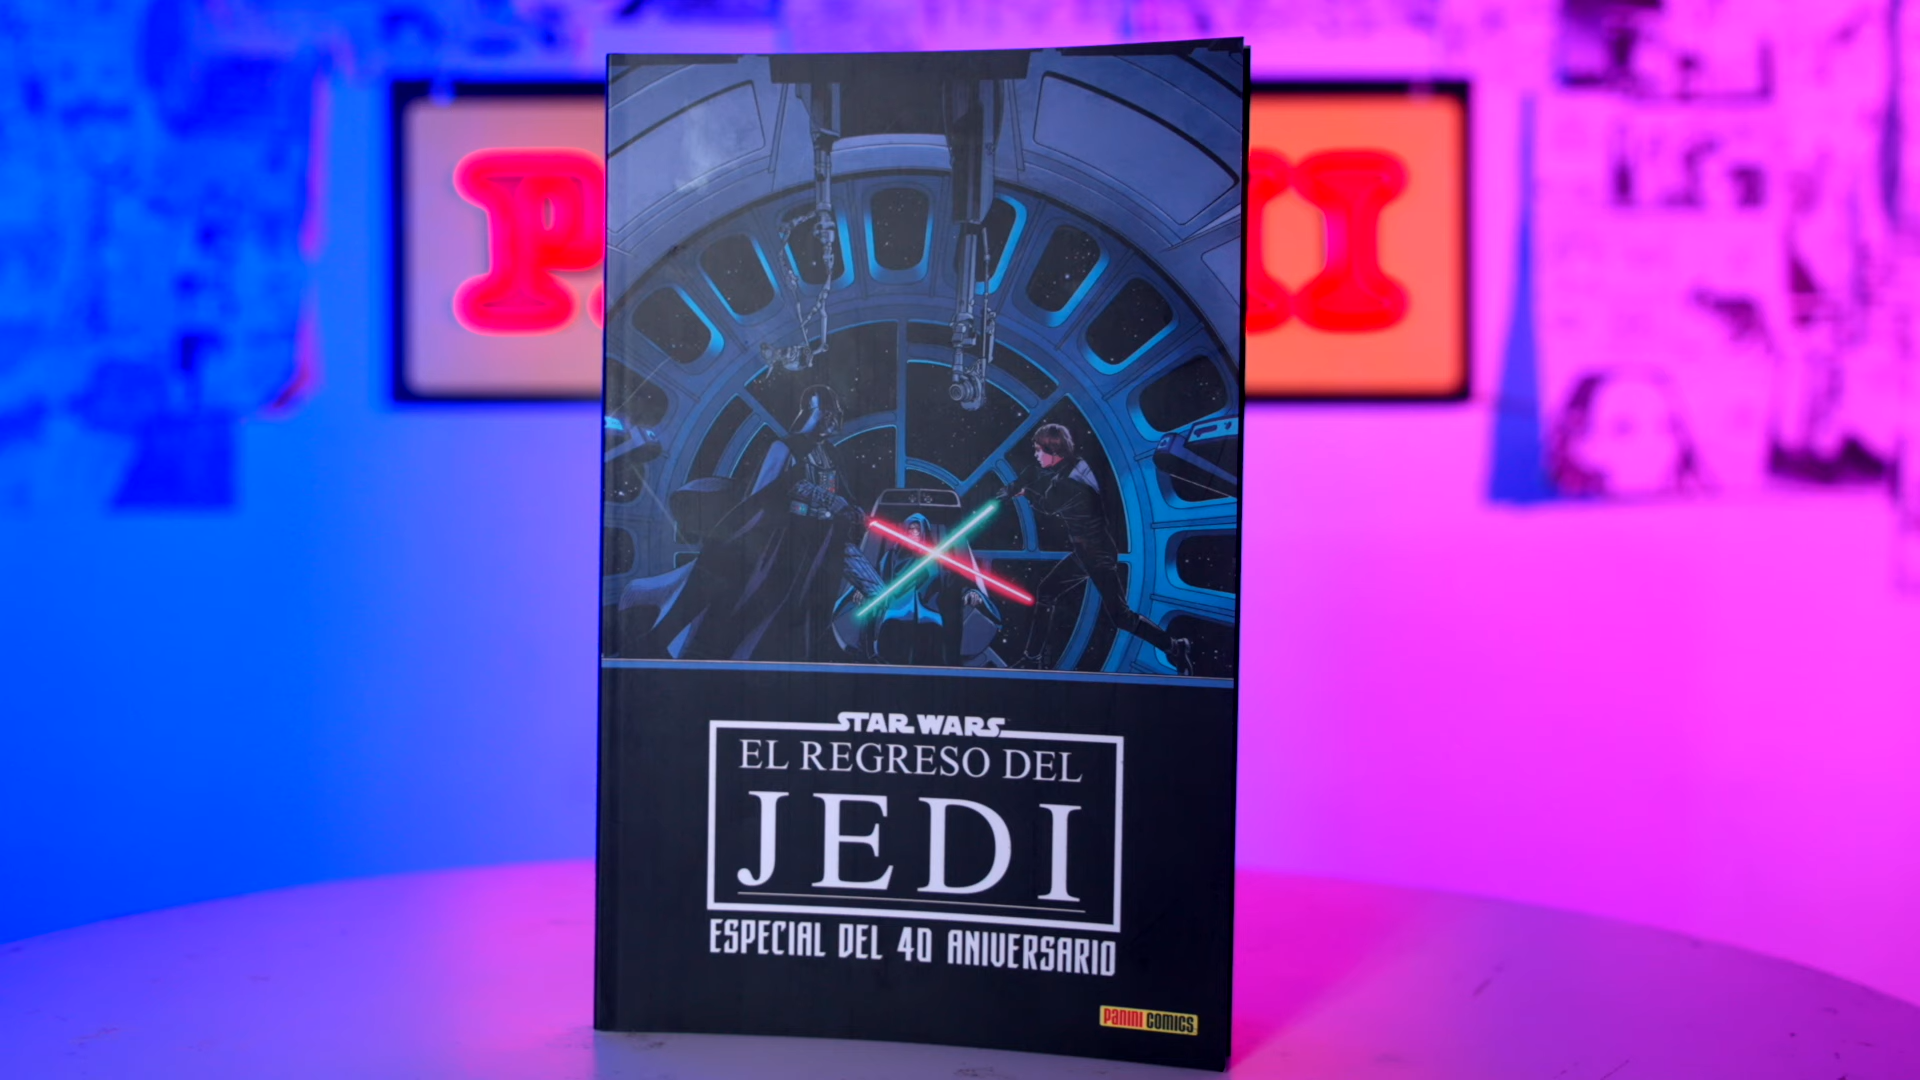 STAR WARS
EL REGRESO DEL
JEDI
ESPECIAL DEL 40 ANIVERSARIO
PANINI COMICS